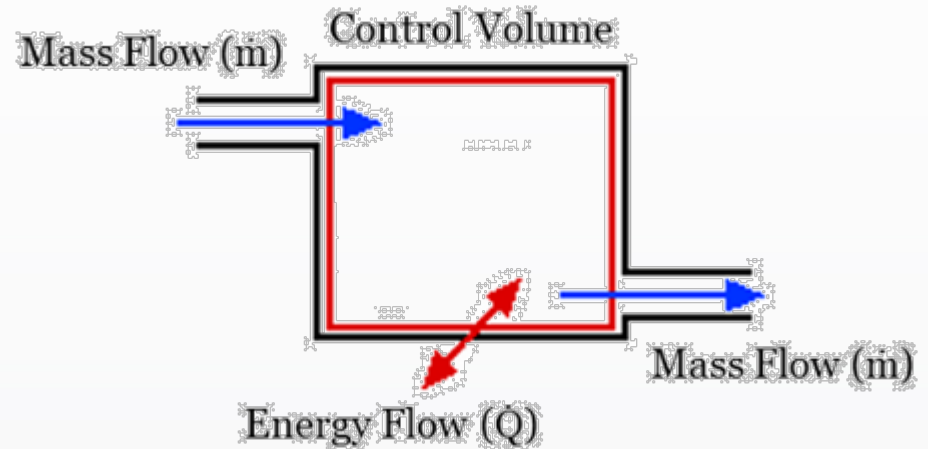 Control Volume
Mass Flow (ṁ)
Mass Flow (ṁ)
Energy Flow (Q̇)